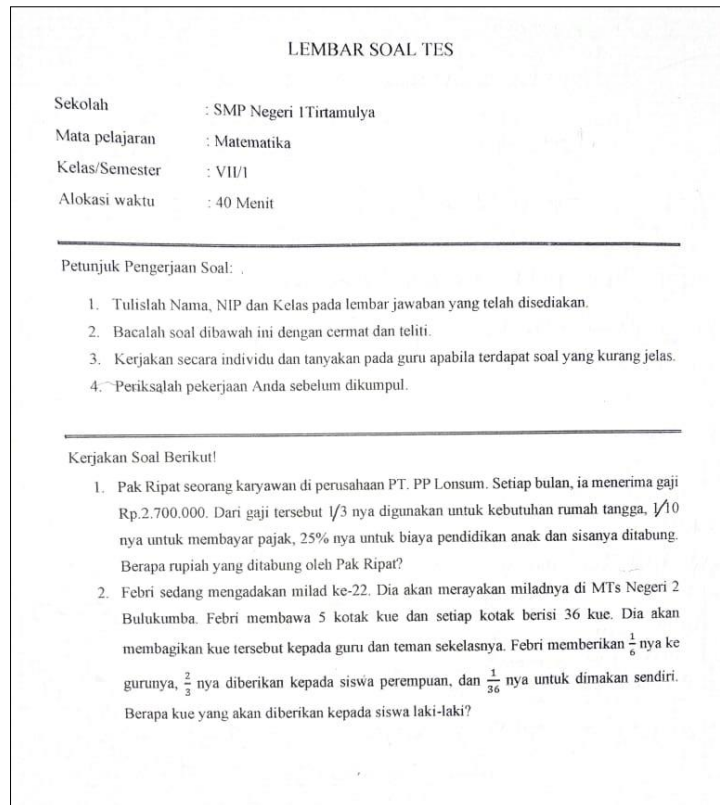 LEMBAR SOAL TES
Sekolah : SMP Negeri 1Tirtamulya
Mata pelajaran : Matematika
Kelas/Semester : VII/1
Alokasi waktu : 40 Menit
Petunjuk Pengerjaan Soal:
1. Tulislah Nama, NIP dan Kelas pada lembar jawaban yang telah disediakan.
2. Bacalah soal dibawah ini dengan cermat dan teliti.
3. Kerjakan secara individu dan tanyakan pada guru apabila terdapat soal yang kurang jelas.
4. Periksalah pekerjaan Anda sebelum dikumpul.
Kerjakan Soal Berikut!
1. Pak Ripat seorang karyawan di perusahaan PT. PP Lonsum. Setiap bulan, ia menerima gaji
Rp.2.700.000. Dari gaji tersebut 1/3 nya digunakan untuk kebutuhan rumah tangga, 1/10
nya untuk membayar pajak, 25% nya untuk biaya pendidikan anak dan sisanya ditabung.
Berapa rupiah yang ditabung oleh Pak Ripat?
2. Febri sedang mengadakan milad ke-22. Dia akan merayakan miladnya di MTs Negeri 2
Bulukumba. Febri membawa 5 kotak kue dan setiap kotak berisi 36 kue. Dia akan
membagikan kue tersebut kepada guru dan teman sekelasnya. Febri memberikan 1/6 nya ke
gurunya, 2/3 nya diberikan kepada siswa perempuan, dan 1/36 nya untuk dimakan sendiri.
Berapa kue yang akan diberikan kepada siswa laki-laki?